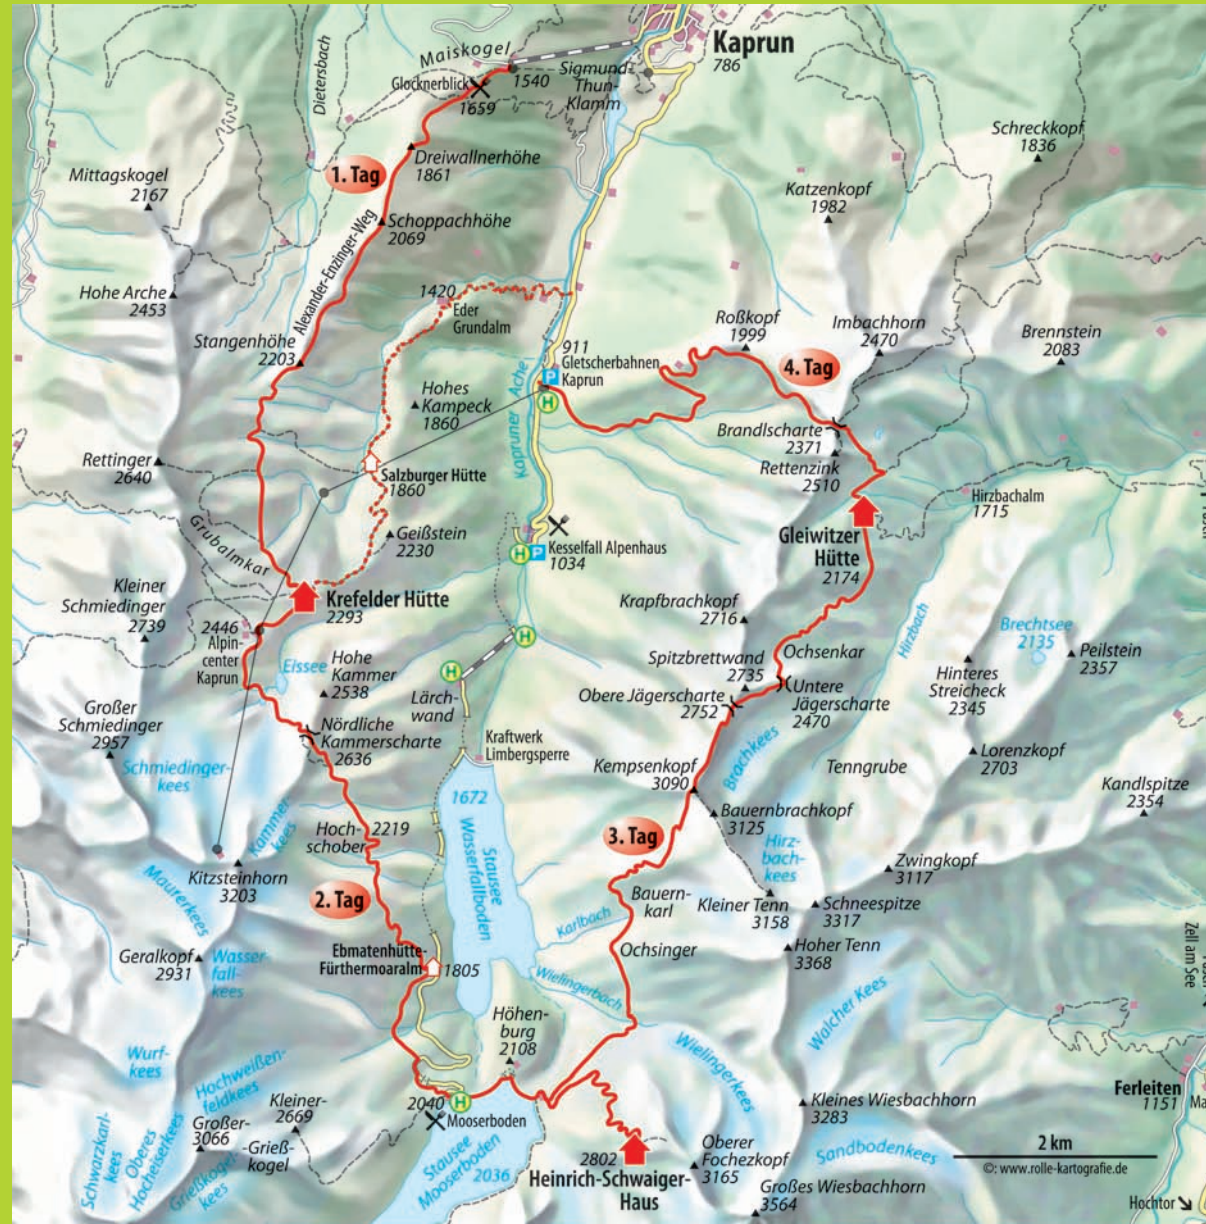 Kaprun
786
Maiskogel
1540
Sigmund-
Thun-
Klamm
Glocknerblick
1659
Dietersbach
Dreiwallnerhöhe
1861
1. Tag
Schreckkopf
1836
Mittagskogel
2167
Katzenkopf
1982
Schoppachhöhe
2069
Alexander-Enzinger-Weg
Hohe Arche
2453
1420
Eder
Grundalm
Stangenhöhe
2203
Roßkopf
1999
Imbachhorn
2470
Brennstein
2083
911
Gletscherbahnen
Kaprun
P
H
4. Tag
Hohes
Kampeck
1860
Kapruner Ache
Brandlscharte
2371
Rettenzink
2510
Rettinger
2640
Salzburger Hütte
1860
Hirzbachalm
1715
Grubalmkar
Geißstein
2230
H
P
Kesselfall Alpenhaus
1034
Gleiwitzer
Hütte
2174
Kleiner
Schmiedinger
2739
Krefelder Hütte
2293
Krapfbrachkopf
2716
Hirzbach
Brechtsee
2135
2446
Alpin-
center
Kaprun
H
Eissee
Hohe
Kammer
2538
H
Lärch-
wand
Spitzbrettwand
2735
Ochsenkar
Peilstein
2357
Hinteres
Streicheck
2345
Obere Jägerscharte
2752
Untere
Jägerscharte
2470
Großer
Schmiedinger
2957
Nördliche
Kammerscharte
2636
Kraftwerk
Limbergsperre
Schmiedinger-
kees
Kempsenkopf
3090
Brachkees
Tenngrube
Lorenzkopf
2703
Kandlspitze
2354
1672
Stausee
Wasserfallboden
Bauernbrachkopf
3125
Kammer-
kees
Hoch-
schober
2219
3. Tag
Hirz-
bach-
kees
Zwingkopf
3117
Kitzsteinhorn
3203
Maurerkees
2. Tag
Bauern-
karl
Kleiner Tenn
3158
Schneespitze
3317
Karlbach
Ochsinger
Hoher Tenn
3368
Zell am See
Geralkopf
2931
Wasser-
fall-
kees
Ebmatenhütte-
Fürthermoaralm
1805
Wielingerbach
Walcher Kees
Höhen-
burg
2108
Wurf-
kees
Hochweißen-
feldkees
Wielingerkees
Ferleiten
1151
Ma
Kleiner-
2669
Großer-
3066
Grieß-
kogel
2040
H
Mooserboden
Kleines Wiesbachhorn
3283
Schwarzkarl-
kees
Oberes
Hocheiserkees
Grießkogel-
kees
Stausee
Mooserboden
2036
2802
Heinrich-Schwaiger-
Haus
Oberer
Fochezkopf
3165
Sandbodenkees
2 km
©: www.rolle-kartografie.de
Großes Wiesbachhorn
3564
Hochtor